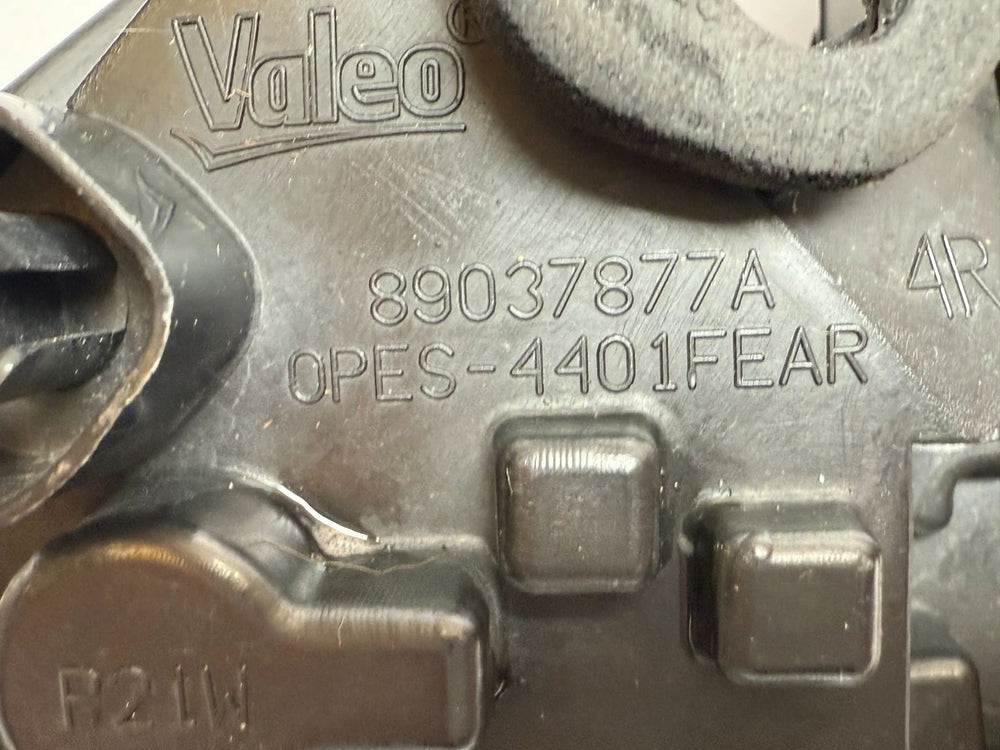 Valeo®
89037877A
4R
0PES-4401FEAR
R21W